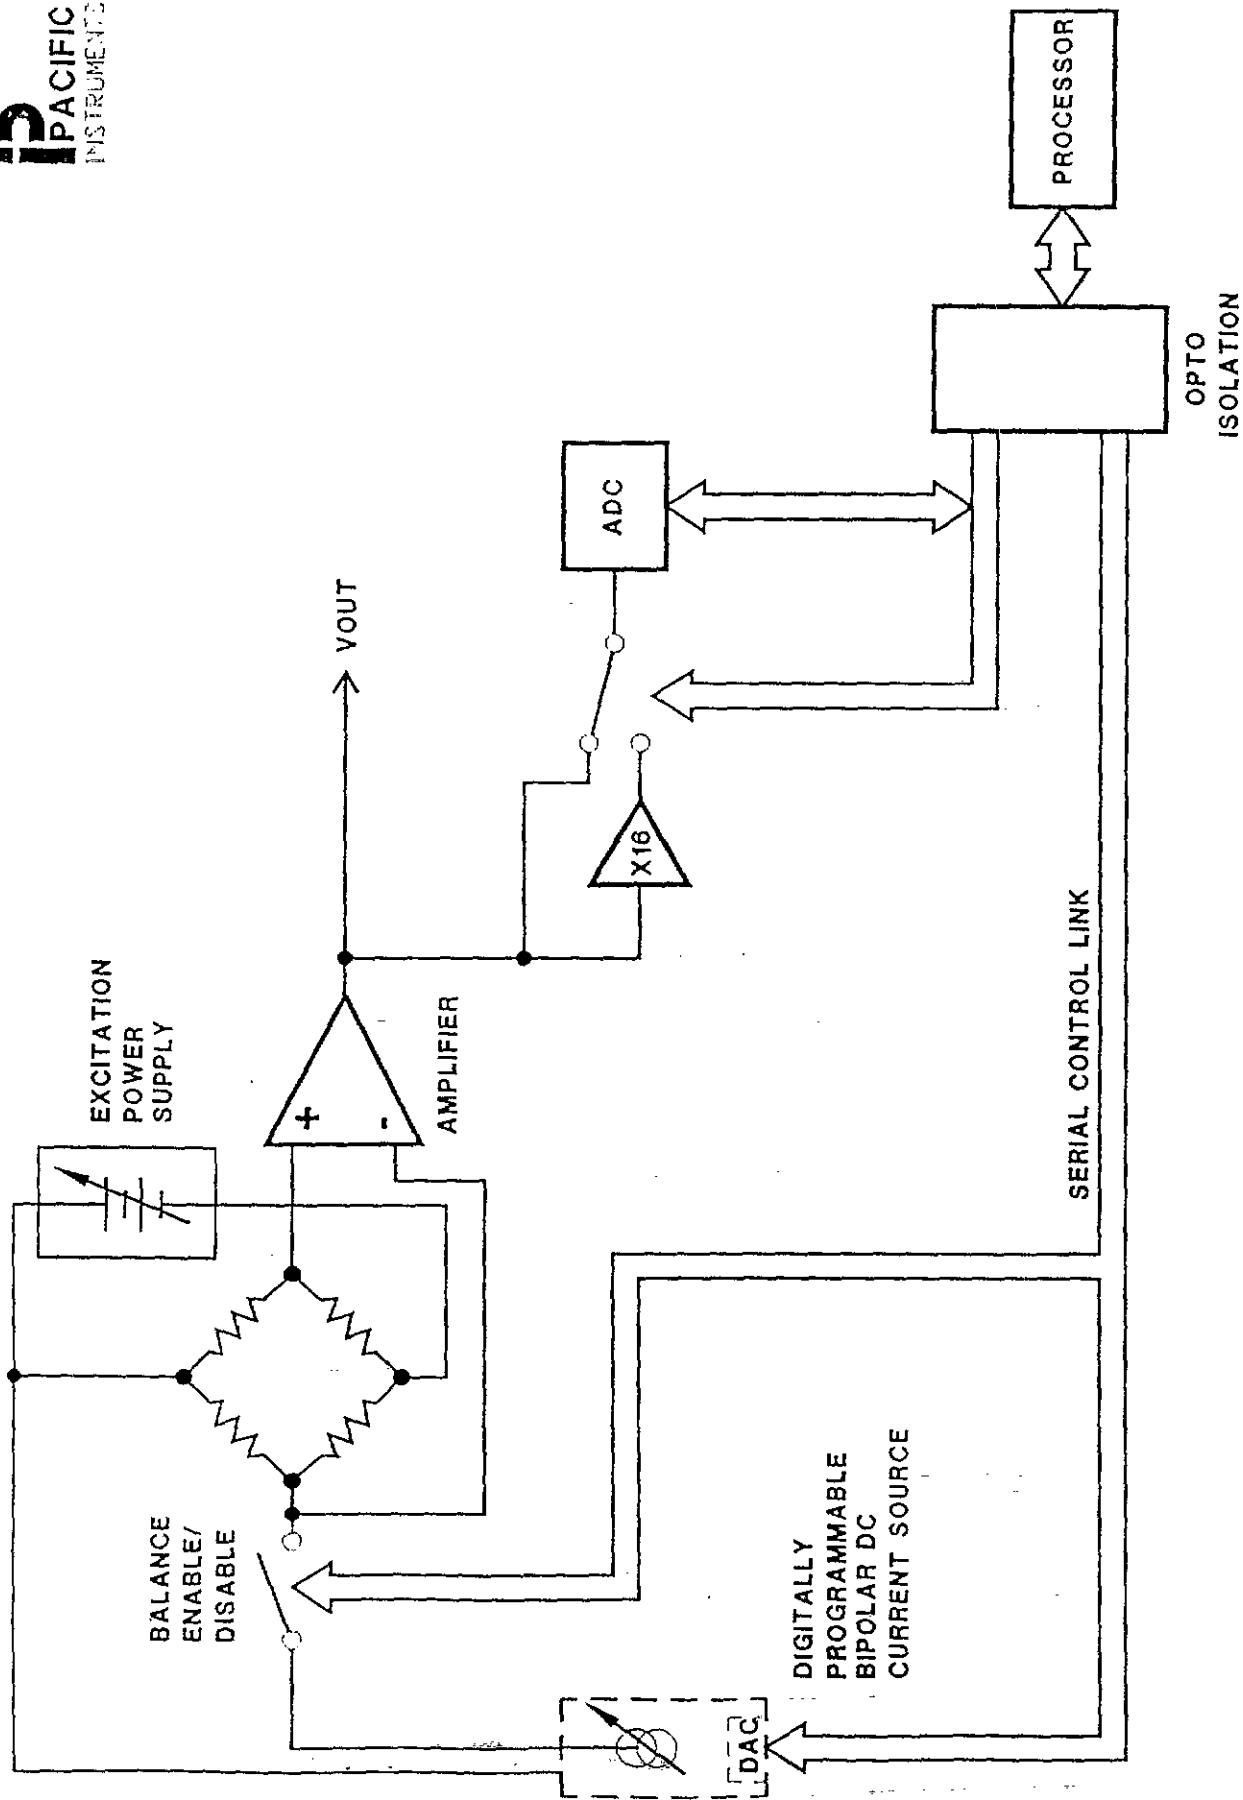 PACIFIC
INSTRUMENTS
EXCITATION
POWER
SUPPLY
BALANCE
ENABLE/
DISABLE
+
-
AMPLIFIER
VOUT
X16
ADC
DIGITALLY
PROGRAMMABLE
BIPOLAR DC
CURRENT SOURCE
DAC
SERIAL CONTROL LINK
OPTO
ISOLATION
PROCESSOR